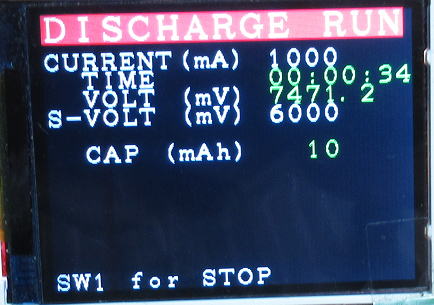 DISCHARGE RUN
CURRENT (mA) 1000
TIME 00:00:34
VOLT (mV) 7471.2
S-VOLT (mV) 6000
CAP (mAh) 10
SW1 for STOP